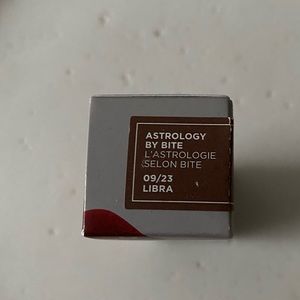 ASTROLOGY
BY BITE
L'ASTROLOGIE
SELON BITE
09/23
LIBRA